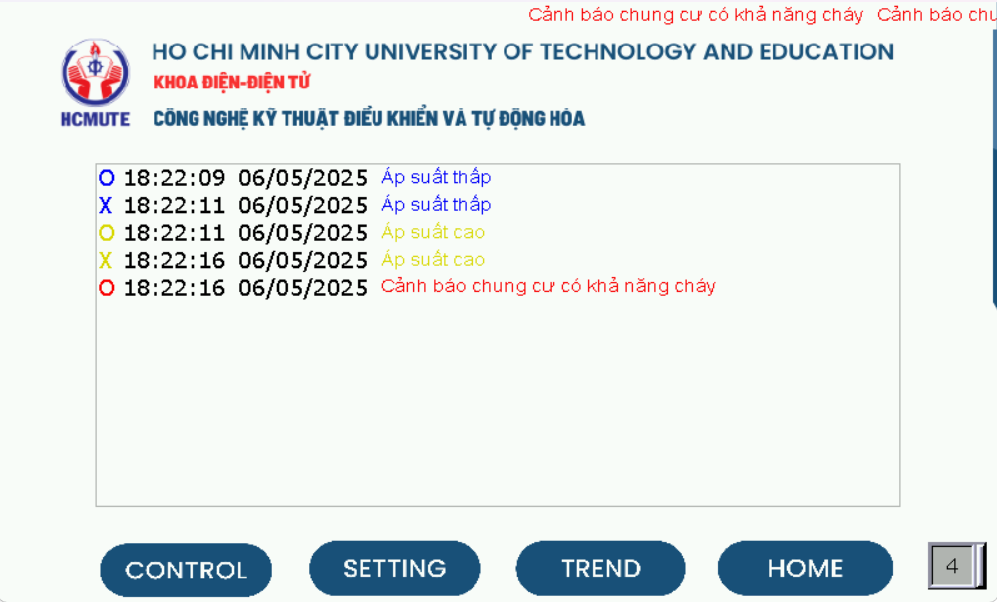 Cảnh báo chung cư có khả năng cháy Cảnh báo chư
HO CHI MINH CITY UNIVERSITY OF TECHNOLOGY AND EDUCATION
KHOA ĐIỆN-ĐIỆN TỬ
HCMUTE
CÔNG NGHỆ KỸ THUẬT ĐIỀU KHIỂN VÀ TỰ ĐỘNG HÓA
O 18:22:09 06/05/2025 Áp suất thấp
X 18:22:11 06/05/2025 Áp suất thấp
O 18:22:11 06/05/2025 Áp suất cao
X 18:22:16 06/05/2025 Áp suất cao
O 18:22:16 06/05/2025 Cảnh báo chung cư có khả năng cháy
CONTROL
SETTING
TREND
HOME
4